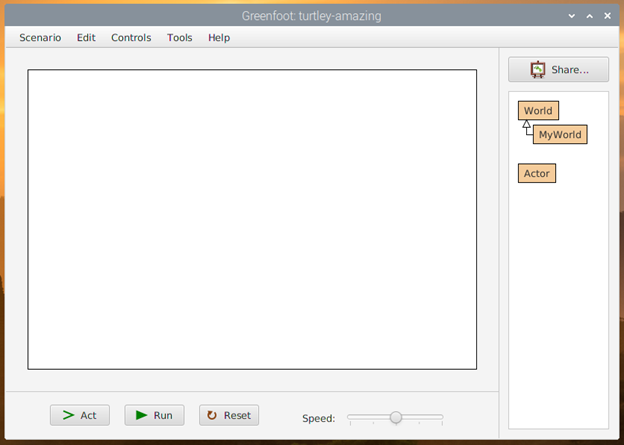 Greenfoot: turtley-amazing
Scenario Edit Controls Tools Help
Share...
World
MyWorld
Actor
Act Run Reset Speed: